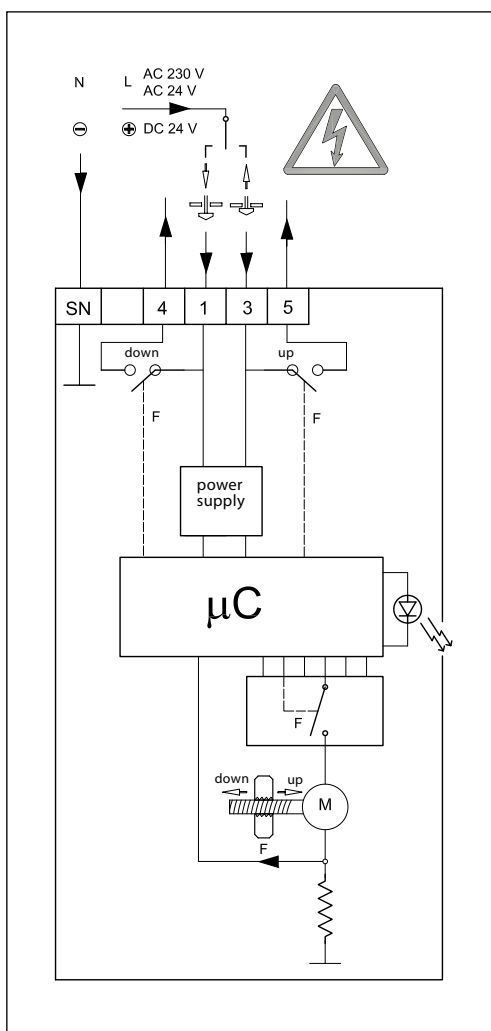 N L AC 230 V
AC 24 V
DC 24 V
SN 4 1 3 5
down up
F F
power
supply
μC
F
down up
M
F